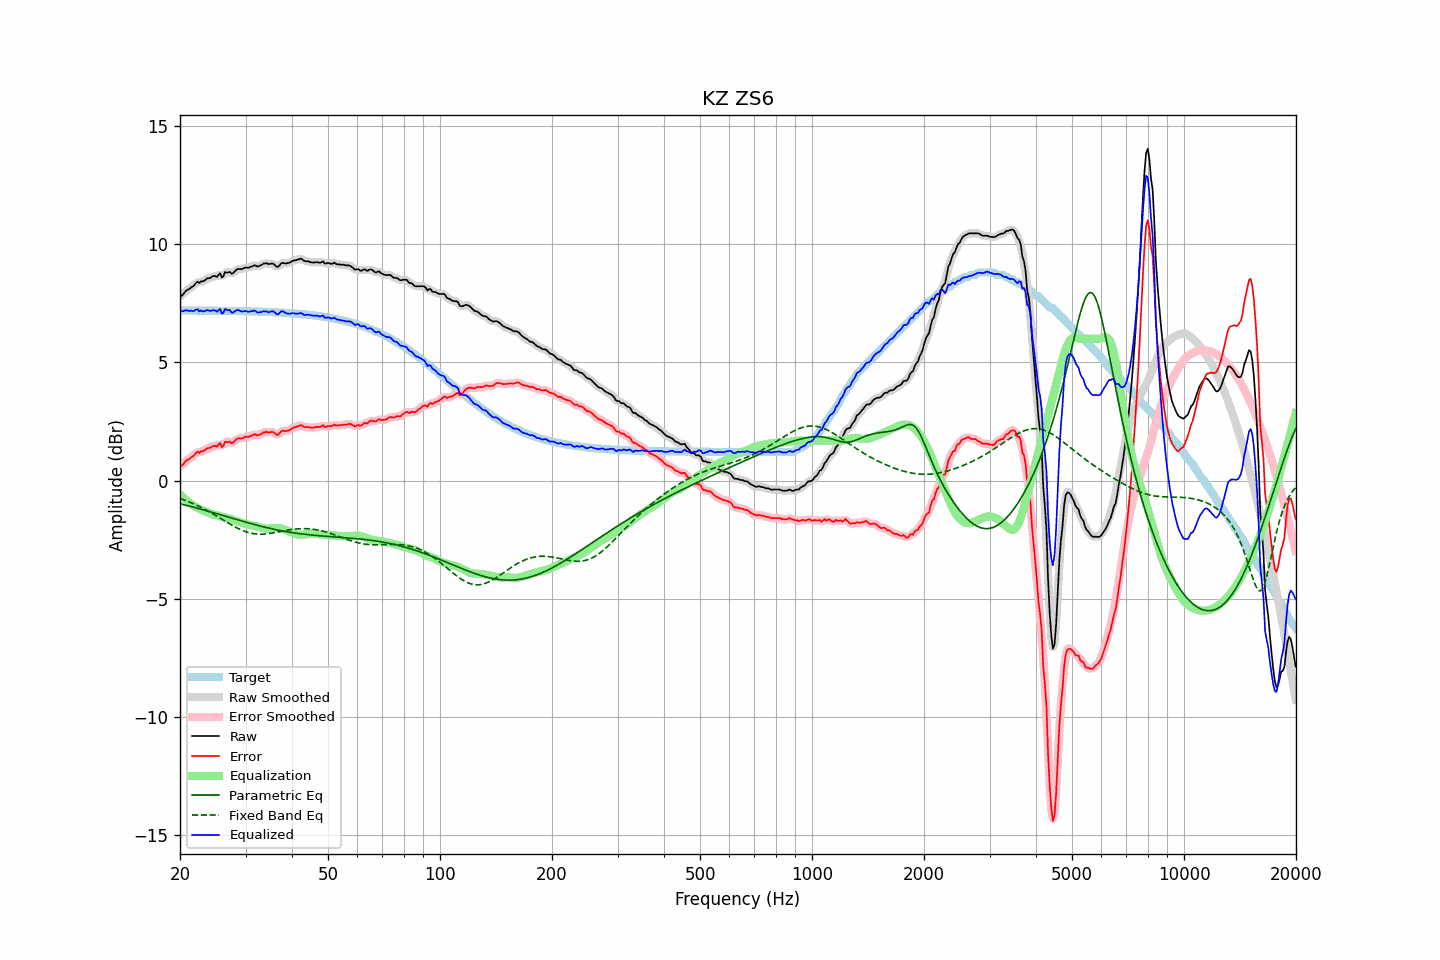 KZ ZS6
15
10
5
0
−5
−10
−15
Amplitude (dBr)
20
50
100
200
500
1000
2000
5000
10000
20000
Frequency (Hz)
Target
Raw Smoothed
Error Smoothed
Raw
Error
Equalization
Parametric Eq
Fixed Band Eq
Equalized